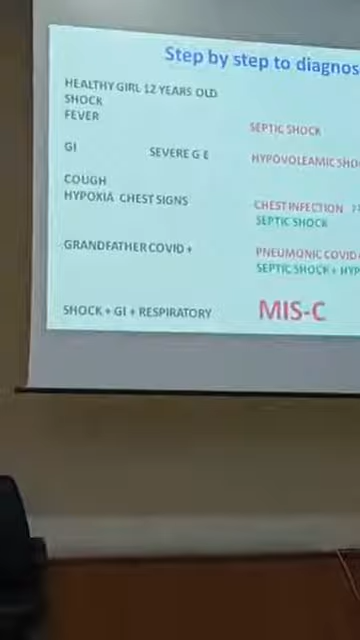 Step by step to diagnos
HEALTHY GIRL 12 YEARS OLD
SHOCK
FEVER
SEPTIC SHOCK
GI SEVERE G E HYPOVOLEAMIC SHO
COUGH
HYPOXIA CHEST SIGNS
CHEST INFECTION ??
SEPTIC SHOCK
GRANDFATHER COVID + PNEUMONIC COVID
SEPTIC SHOCK + HYP
SHOCK + GI + RESPIRATORY MIS-C